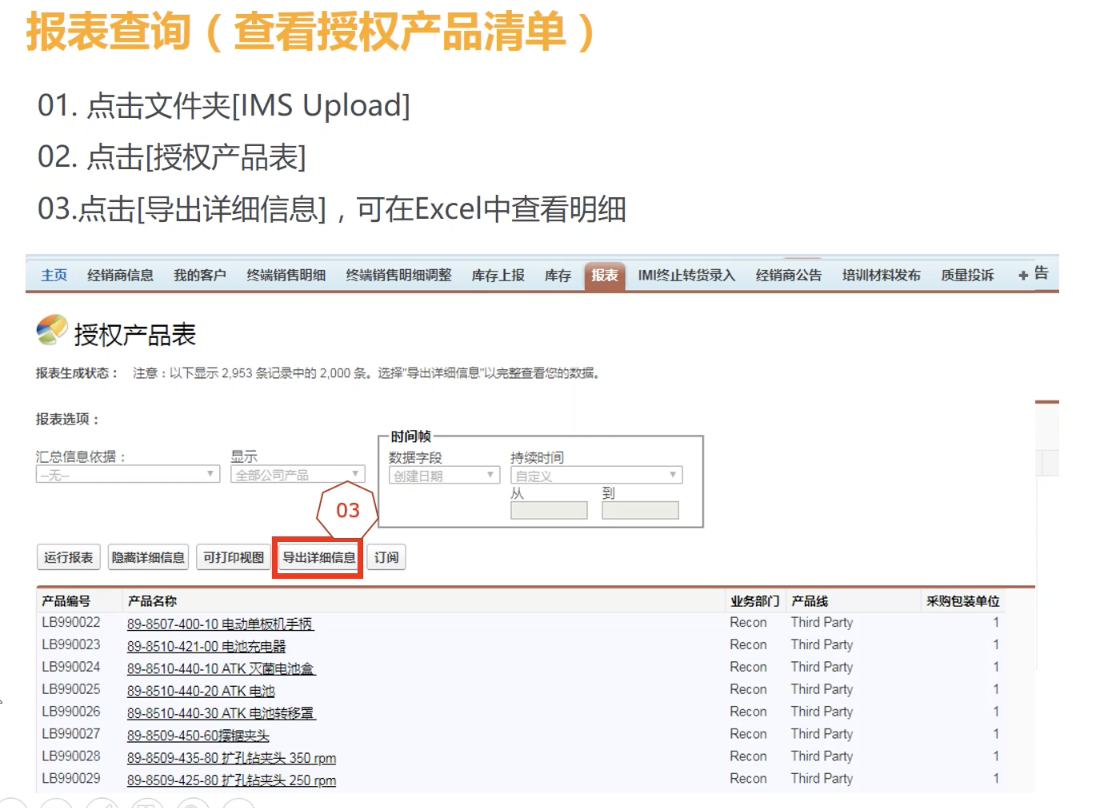 报表查询（查看授权产品清单）
01. 点击文件夹[IMS Upload]
02. 点击[授权产品表]
03.点击[导出详细信息]，可在Excel中查看明细
主页 经销商信息 我的客户 终端销售明细 终端销售明细调整 库存上报 库存 报表 IMI终止转货录入 经销商公告 培训材料发布 质量投诉 + 告
授权产品表
报表生成状态： 注意：以下显示 2,953 条记录中的 2,000 条。选择"导出详细信息"以完整查看您的数据。
报表选项：
时间帧
汇总信息依据： 显示 数据字段 持续时间
--无-- 全部公司产品 创建日期 自定义
从 到
03
运行报表 隐藏详细信息 可打印视图 导出详细信息 订阅
产品编号 产品名称 业务部门 产品线 采购包装单位
LB990022 89-8507-400-10 电动单板机手柄 Recon Third Party 1
LB990023 89-8510-421-00 电池充电器 Recon Third Party 1
LB990024 89-8510-440-10 ATK 灭菌电池盒 Recon Third Party 1
LB990025 89-8510-440-20 ATK 电池 Recon Third Party 1
LB990026 89-8510-440-30 ATK 电池转移罩 Recon Third Party 1
LB990027 89-8509-450-60摆锯夹头 Recon Third Party 1
LB990028 89-8509-435-80 扩孔钻夹头 350 rpm Recon Third Party 1
LB990029 89-8509-425-80 扩孔钻夹头 250 rpm Recon Third Party 1